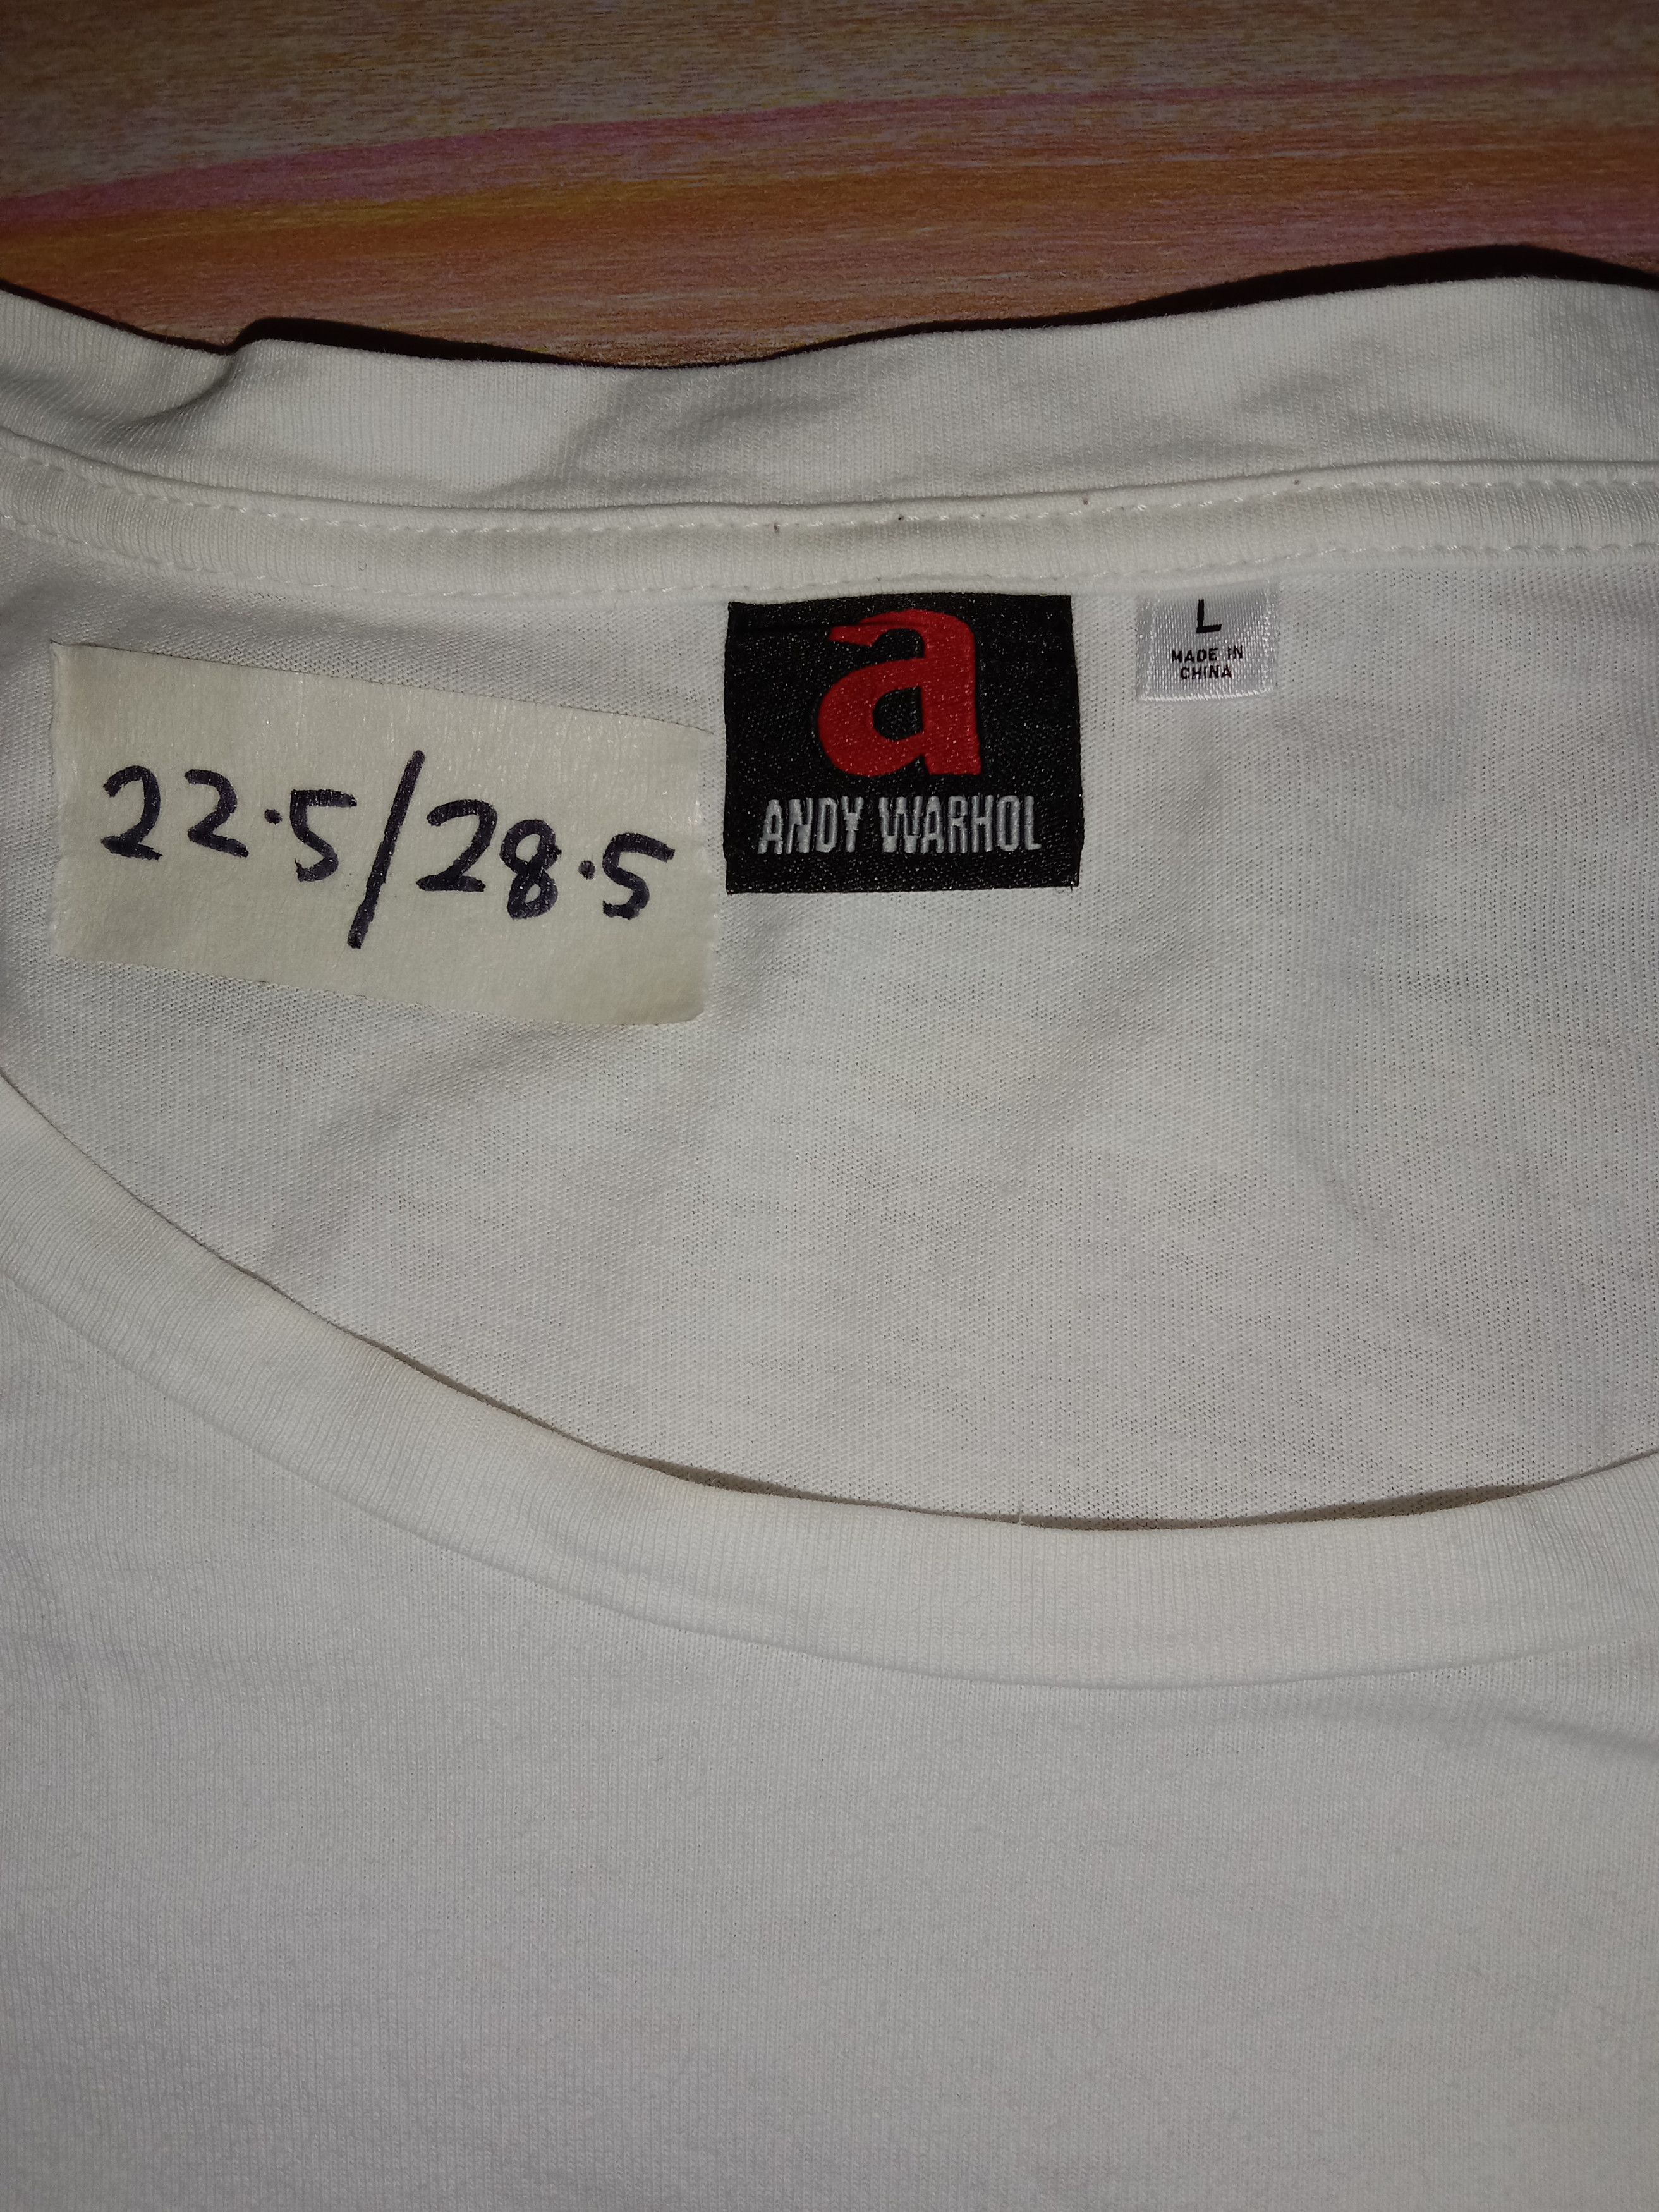 22.5/28.5
a
ANDY WARHOL
L
MADE IN
CHINA